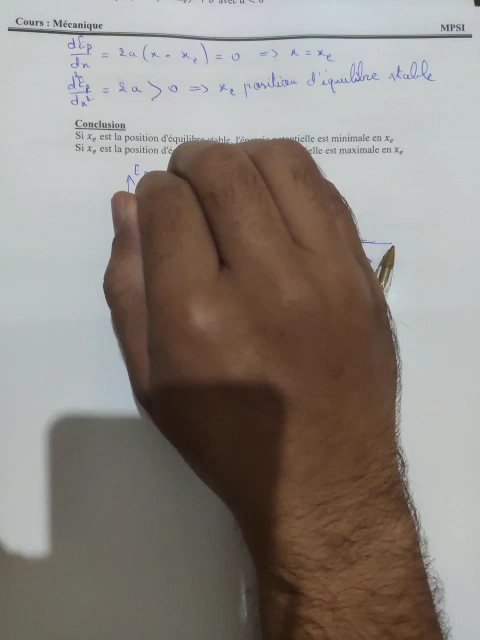 Cours : Mécanique MPSI
dEp/dx = 2a(x - xe) = 0 => x = xe
d²Ep/dx² = 2a > 0 => xe position d'équilibre stable
Conclusion
Si xe est la position d'équilibre stable, l'énergie potentielle est minimale en xe
Si xe est la position maximale en xe